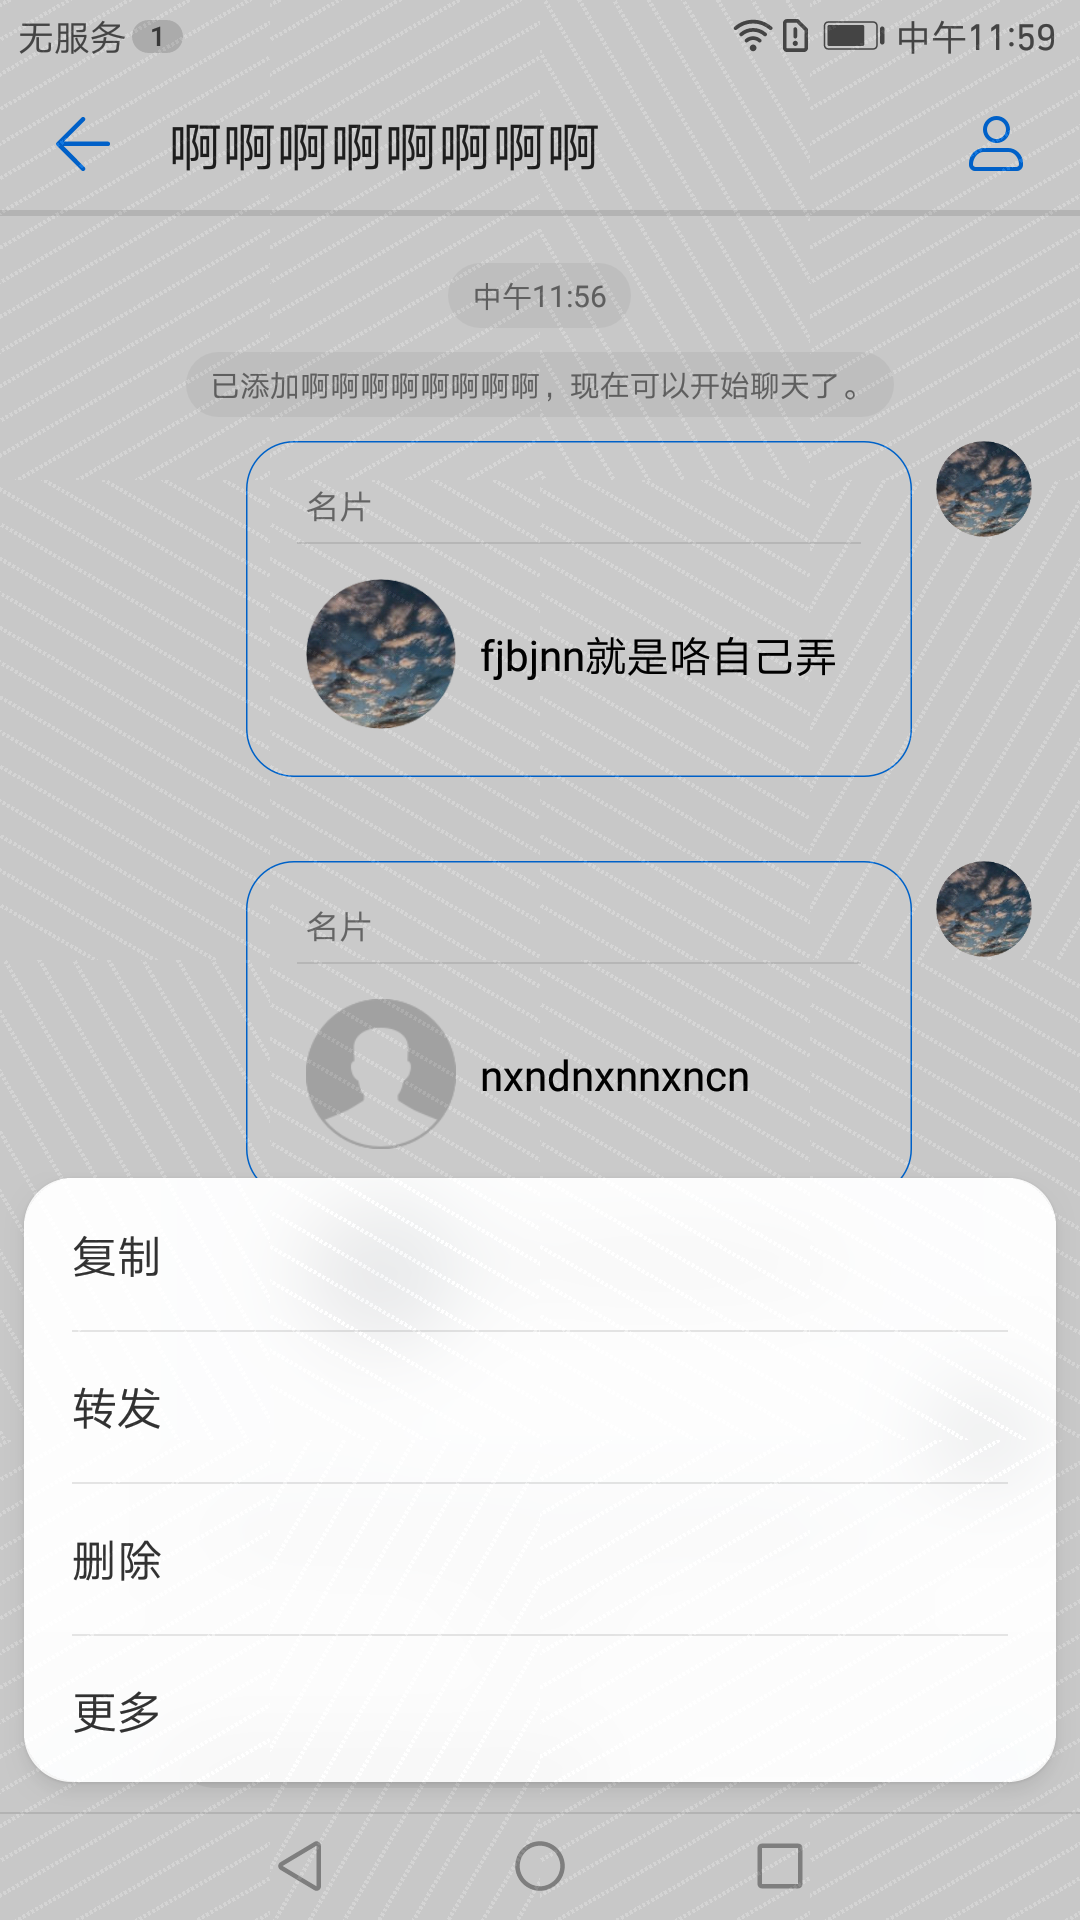 无服务 1 中午11:59
啊啊啊啊啊啊啊啊
中午11:56
已添加啊啊啊啊啊啊啊啊，现在可以开始聊天了。
名片
fjbjnn就是咯自己弄
名片
nxndnxnnxncn
复制
转发
删除
更多